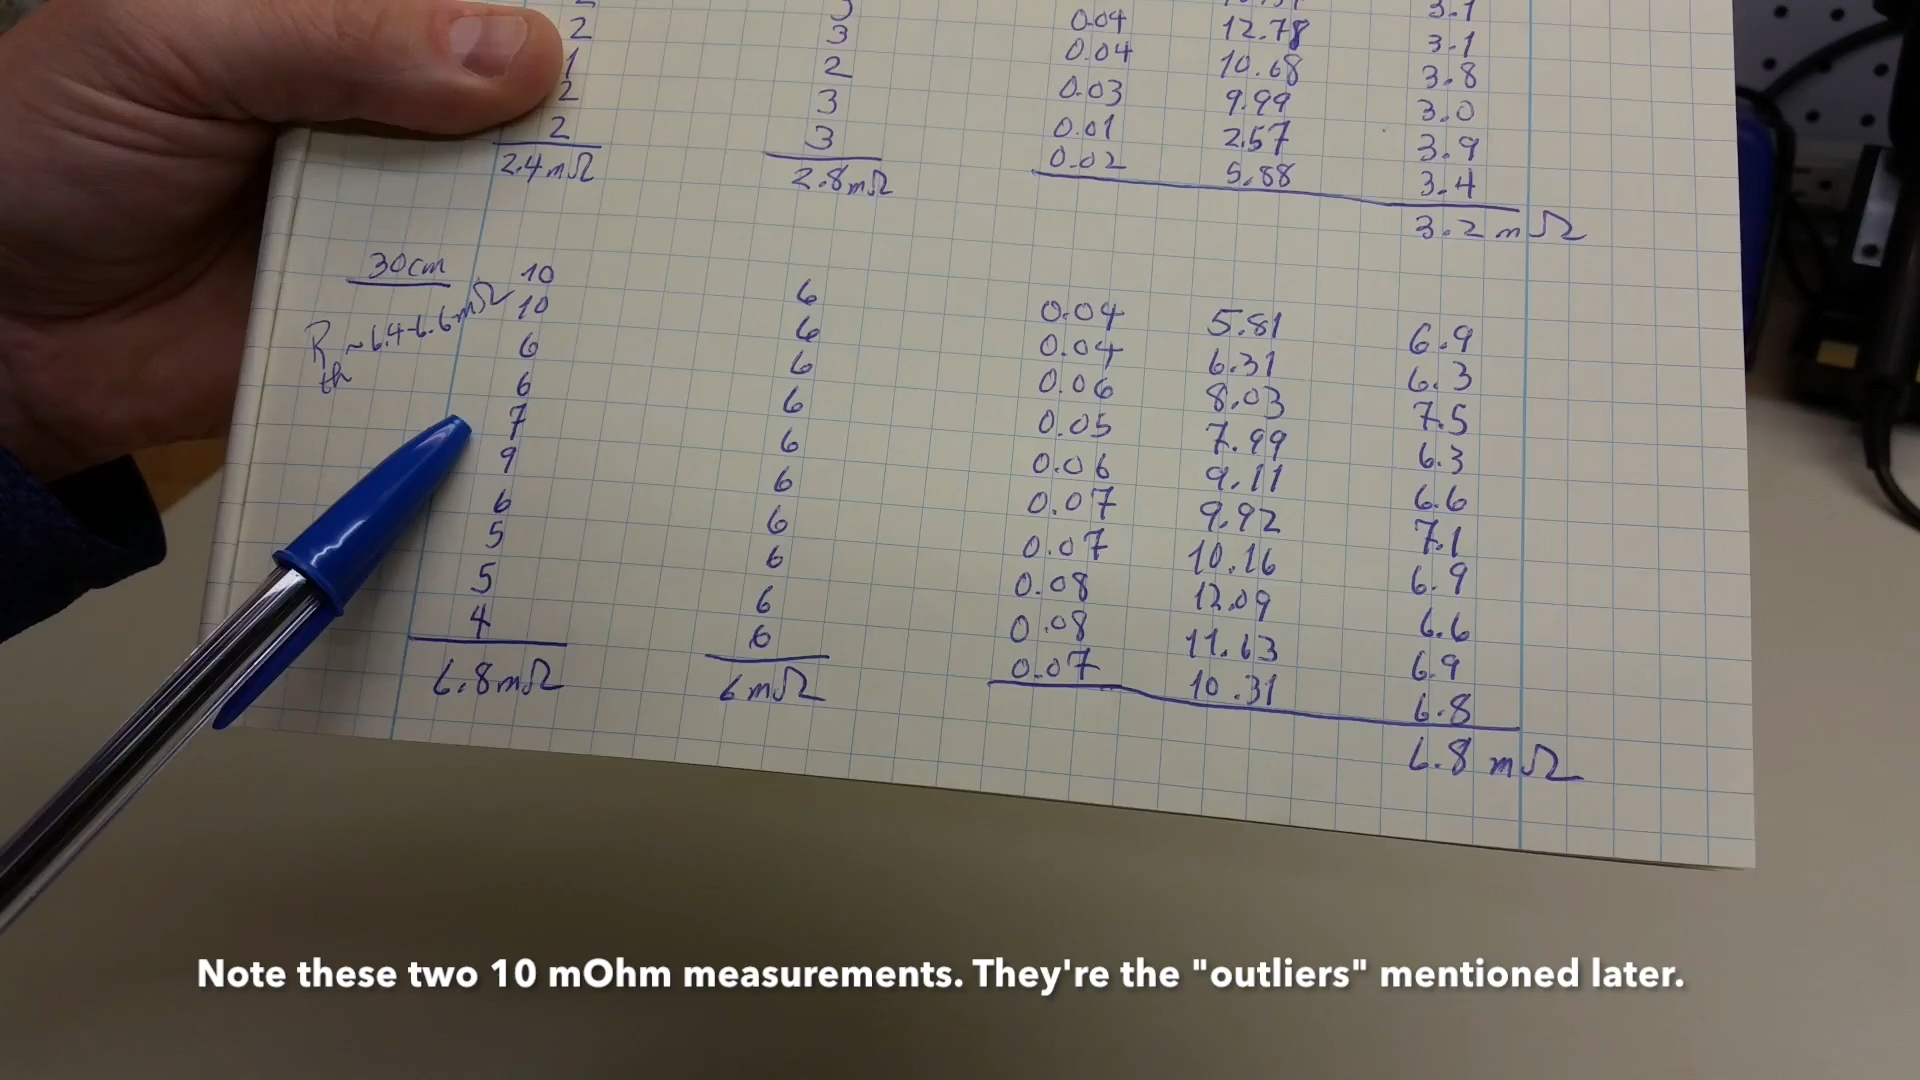 2 3 0.04 12.78 3.1
1 2 0.04 10.68 3.1
2 3 0.03 9.99 3.8
2 3 0.01 2.57 3.0
0.02 5.88 3.9
3.4
2.4mΩ 2.8mΩ 3.2mΩ
30cm
Rth ~6.4-6.6mΩ
10 6 0.04 5.81 6.9
10 6 0.04 6.31 6.3
6 6 0.06 8.03 7.5
6 6 0.05 7.99 6.3
7 6 0.06 9.11 6.6
9 6 0.07 9.92 7.1
6 6 0.07 10.16 6.9
5 6 0.08 12.09 6.6
5 6 0.08 11.63 6.9
4 6 0.07 10.31 6.8
6.8mΩ 6mΩ 6.8mΩ
Note these two 10 mOhm measurements. They're the "outliers" mentioned later.